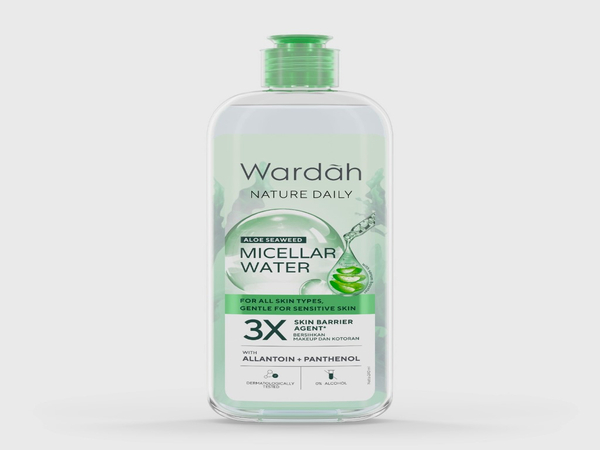 Wardah
NATURE DAILY
ALOE SEAWEED
MICELLAR
WATER
FOR ALL SKIN TYPES,
GENTLE FOR SENSITIVE SKIN
3X SKIN BARRIER
AGENT*
BERSIHKAN
MAKEUP DAN KOTORAN
WITH
ALLANTOIN + PANTHENOL
DERMATOLOGICALLY
TESTED
0% ALCOHOL